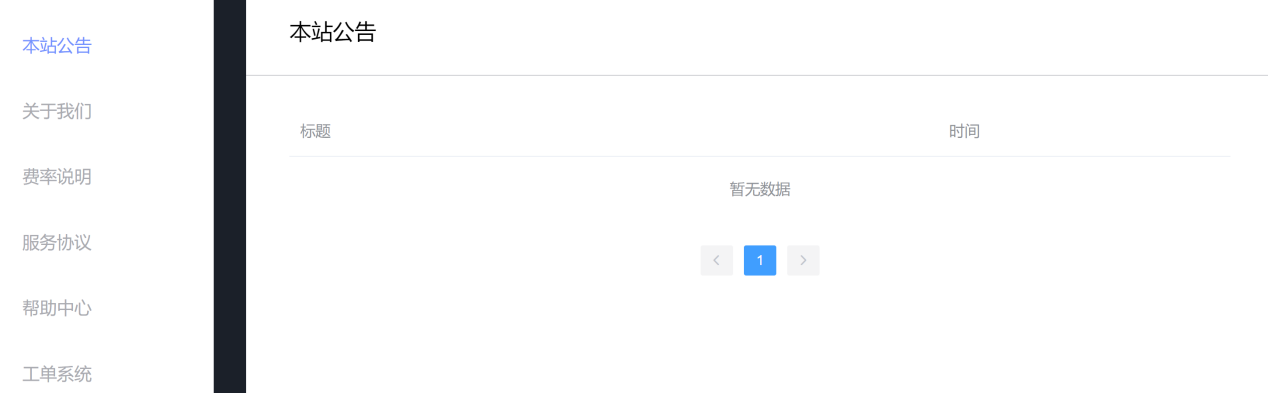 本站公告
关于我们
费率说明
服务协议
帮助中心
工单系统
本站公告
标题 时间
暂无数据
1